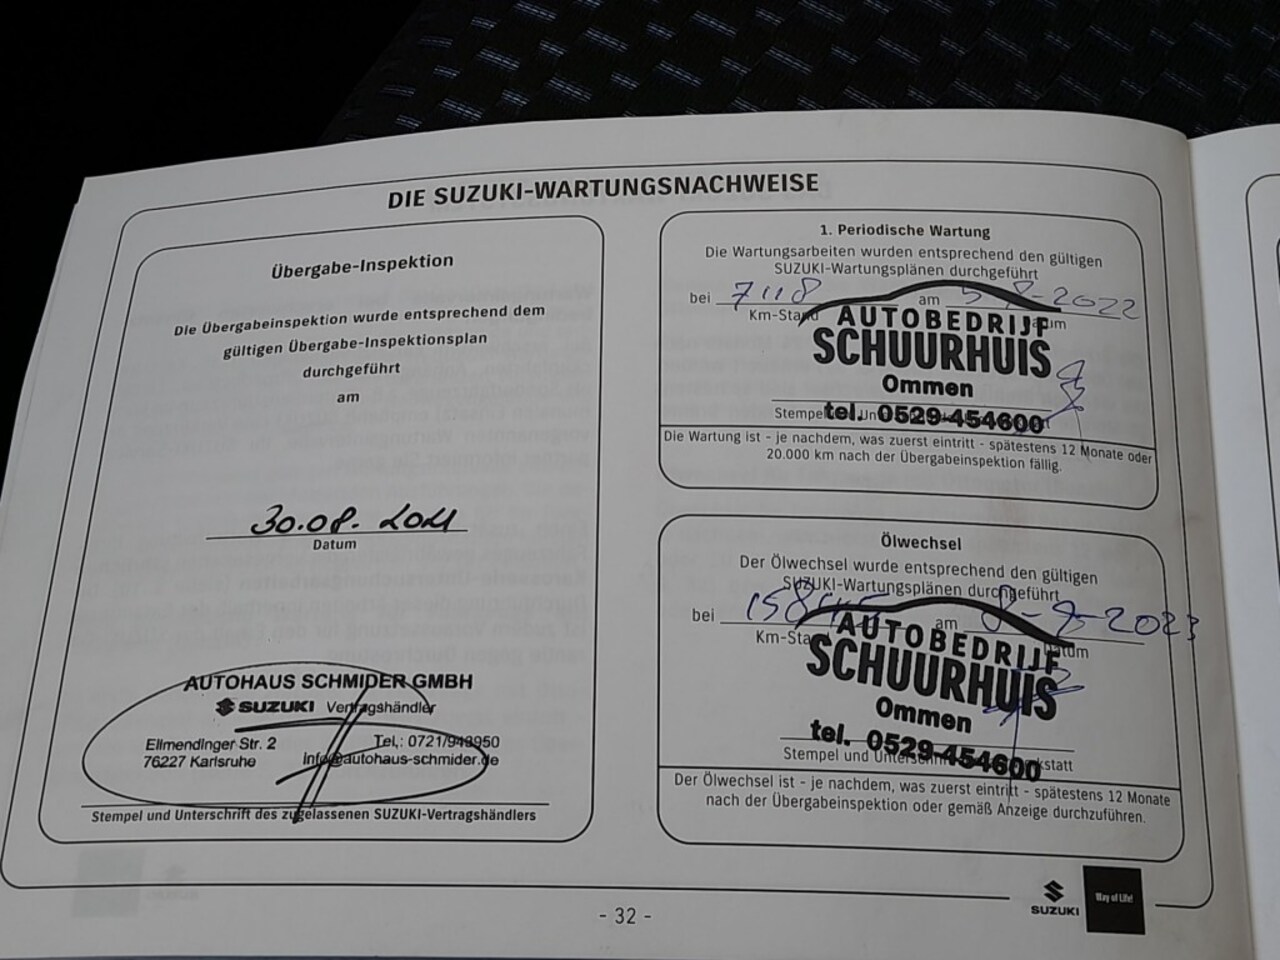 DIE SUZUKI-WARTUNGSNACHWEISE
Übergabe-Inspektion
Die Übergabeinspektion wurde entsprechend dem
gültigen Übergabe-Inspektionsplan
durchgeführt
am
30.08. 2021
Datum
AUTOHAUS SCHMIDER GMBH
SUZUKI Vertragshändler
Ellmendinger Str. 2 Tel,: 0721/943950
76227 Karlsruhe info@autohaus-schmider.de
Stempel und Unterschrift des zugelassenen SUZUKI-Vertragshändlers
1. Periodische Wartung
Die Wartungsarbeiten wurden entsprechend den gültigen
SUZUKI-Wartungsplänen durchgeführt
bei 7118 am 5-8-2022
Km-Stand Datum
AUTOBEDRIJF
SCHUURHUIS
Ommen
tel. 0529-454600
Stempel
Die Wartung ist - je nachdem, was zuerst eintritt - spätestens 12 Monate oder
20.000 km nach der Übergabeinspektion fällig.
Ölwechsel
Der Ölwechsel wurde entsprechend den gültigen
SUZUKI-Wartungsplänen durchgeführt
bei am 8-8-2023
Km-Stand Datum
AUTOBEDRIJF
SCHUURHUIS
Ommen
tel. 0529-454600
Stempel und
Der Ölwechsel ist - je nachdem, was zuerst eintritt - spätestens 12 Monate
nach der Übergabeinspektion oder gemäß Anzeige durchzuführen.
- 32 -
SUZUKI
Way of Life!